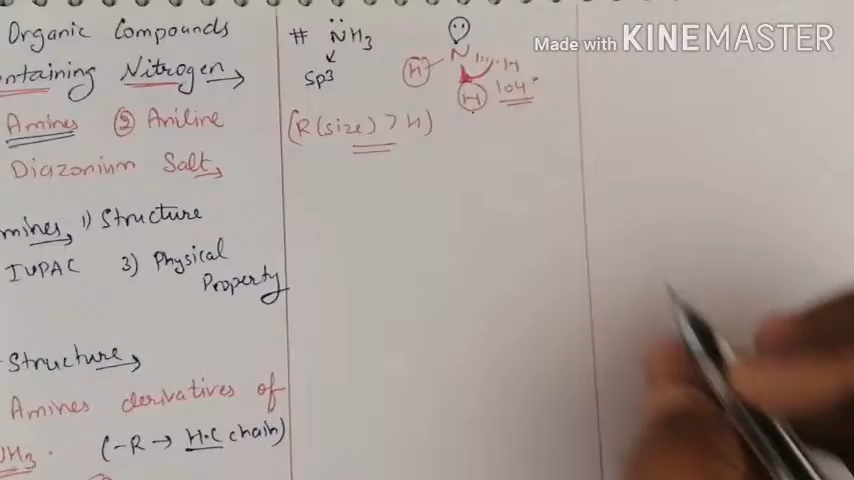 Organic Compounds
ntaining Nitrogen →
Amines ② Aniline
Diazonium Salt
mines, 1) Structure
IUPAC 3) Physical
Property
Structure →
Amines derivatives of
NH3. (-R → H.C chain)
# N̈H3
↓
sp3
N
H H
H 104°
(R (size) > H)
Made with KINEMASTER